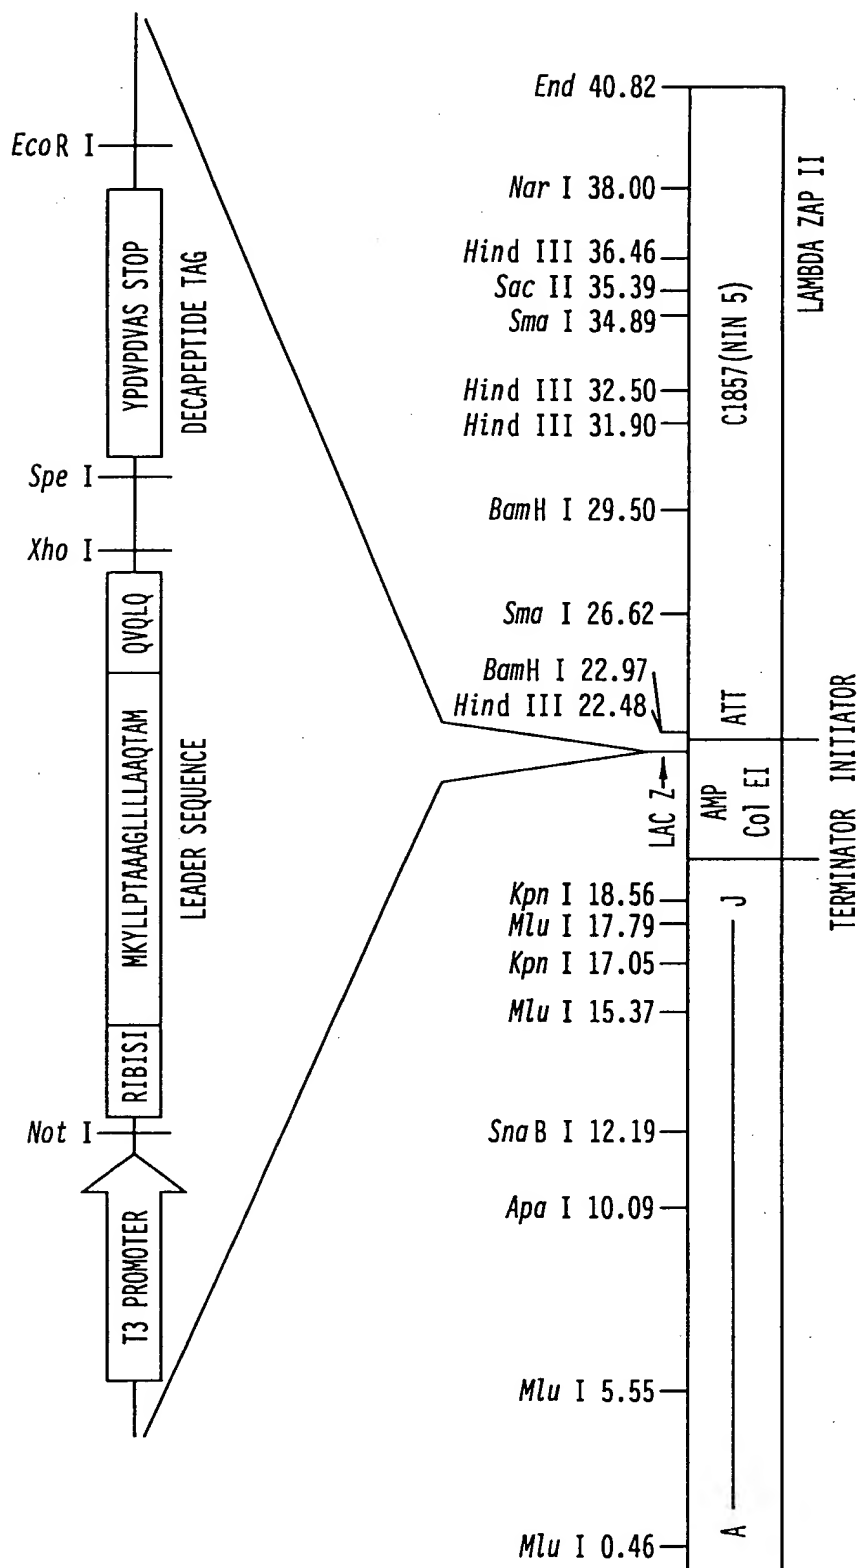 EcoR I
Spe I
Xho I
Not I
YPDVPDVAS STOP
DECAPEPTIDE TAG
QVQLQ
MKYLLPTAAAGLLLLAAQTAM
RIBISI
LEADER SEQUENCE
T3 PROMOTER
End 40.82
Nar I 38.00
Hind III 36.46
Sac II 35.39
Sma I 34.89
Hind III 32.50
Hind III 31.90
BamH I 29.50
Sma I 26.62
BamH I 22.97
Hind III 22.48
LAC Z
Kpn I 18.56
Mlu I 17.79
Kpn I 17.05
Mlu I 15.37
SnaB I 12.19
Apa I 10.09
Mlu I 5.55
Mlu I 0.46
C1857(NIN 5)
ATT
AMP
Col EI
J
A
LAMBDA ZAP II
INITIATOR
TERMINATOR